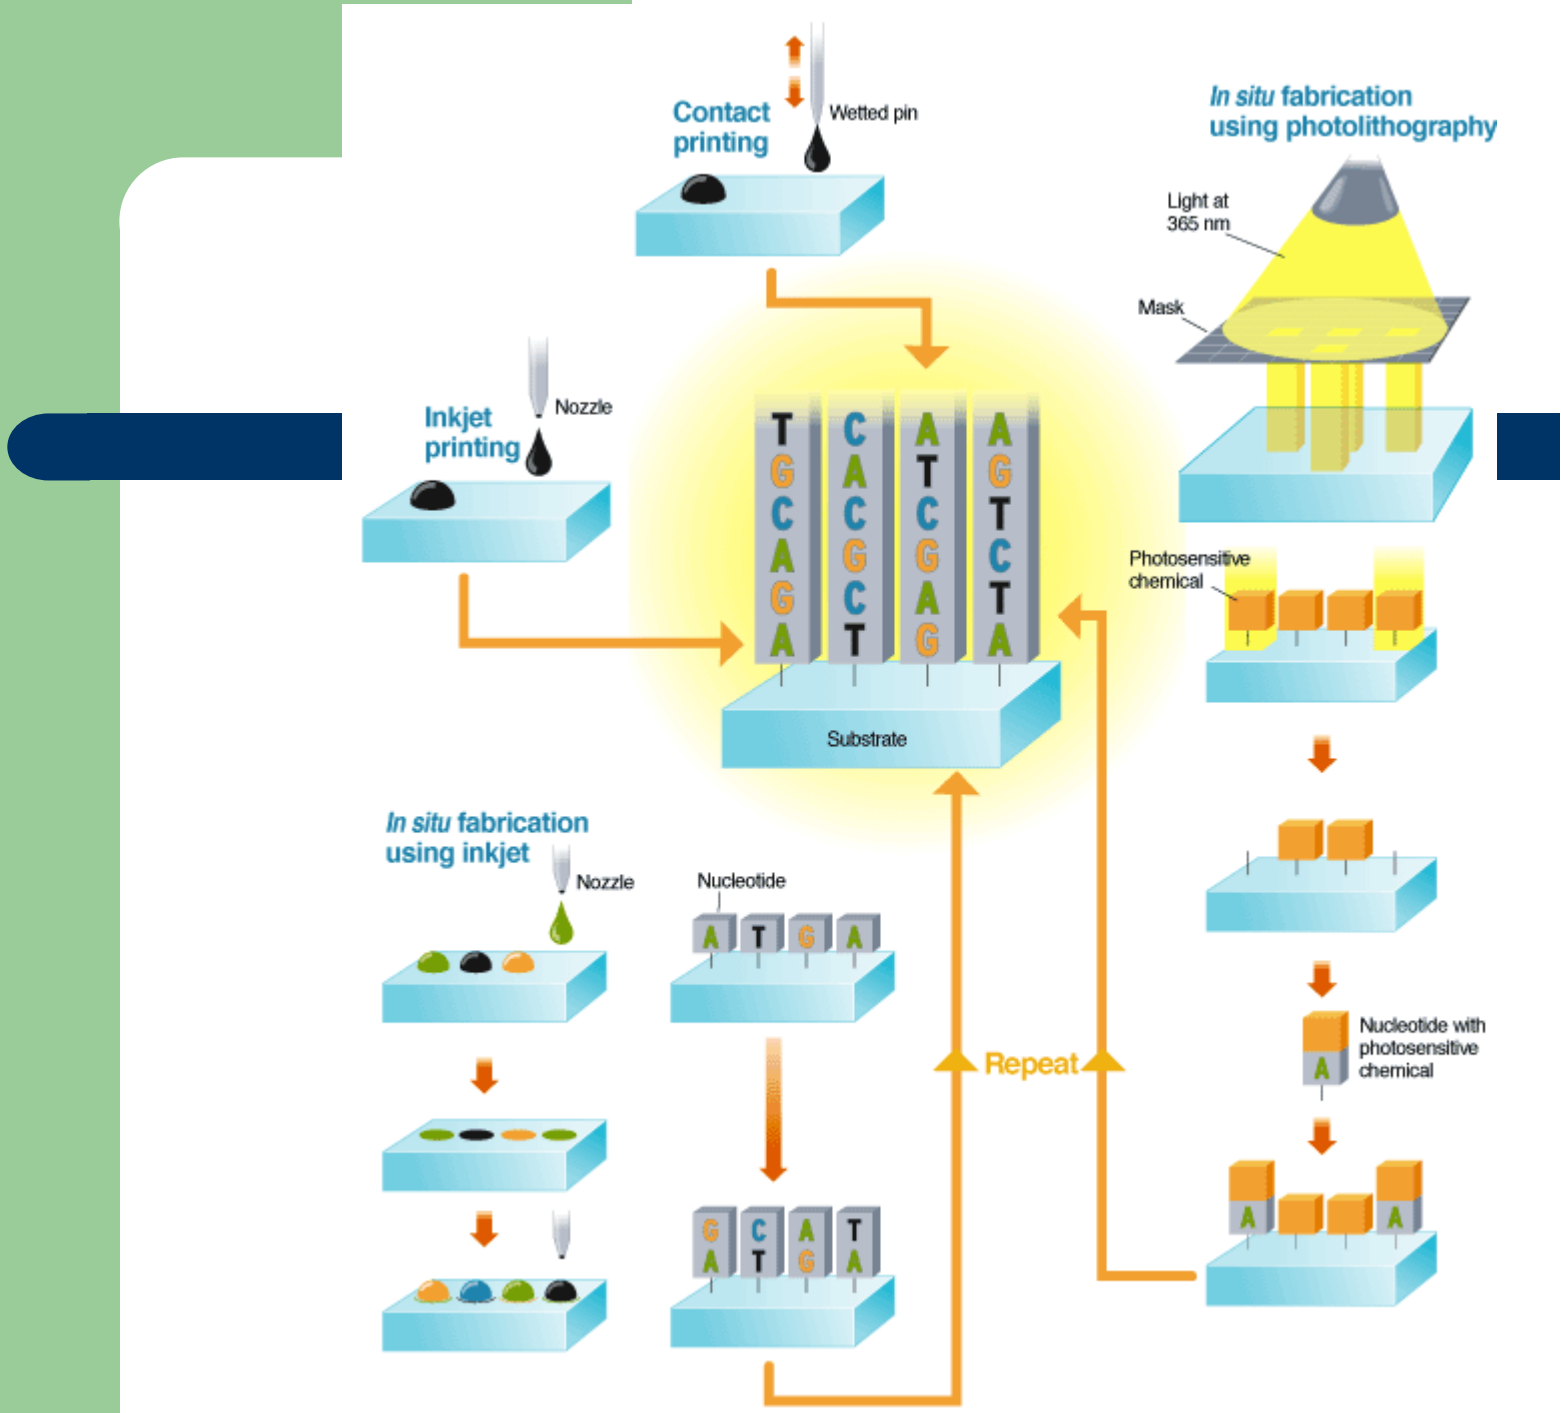 Contact
printing
Wetted pin
In situ fabrication
using photolithography
Light at
365 nm
Mask
Inkjet
printing
Nozzle
T C A A
G A T G
C C C T
A G G C
G C A T
A T G A
Substrate
Photosensitive
chemical
In situ fabrication
using inkjet
Nozzle
Nucleotide
A T G A
Repeat
Nucleotide with
photosensitive
chemical
A
G C A T
A T G A
A A